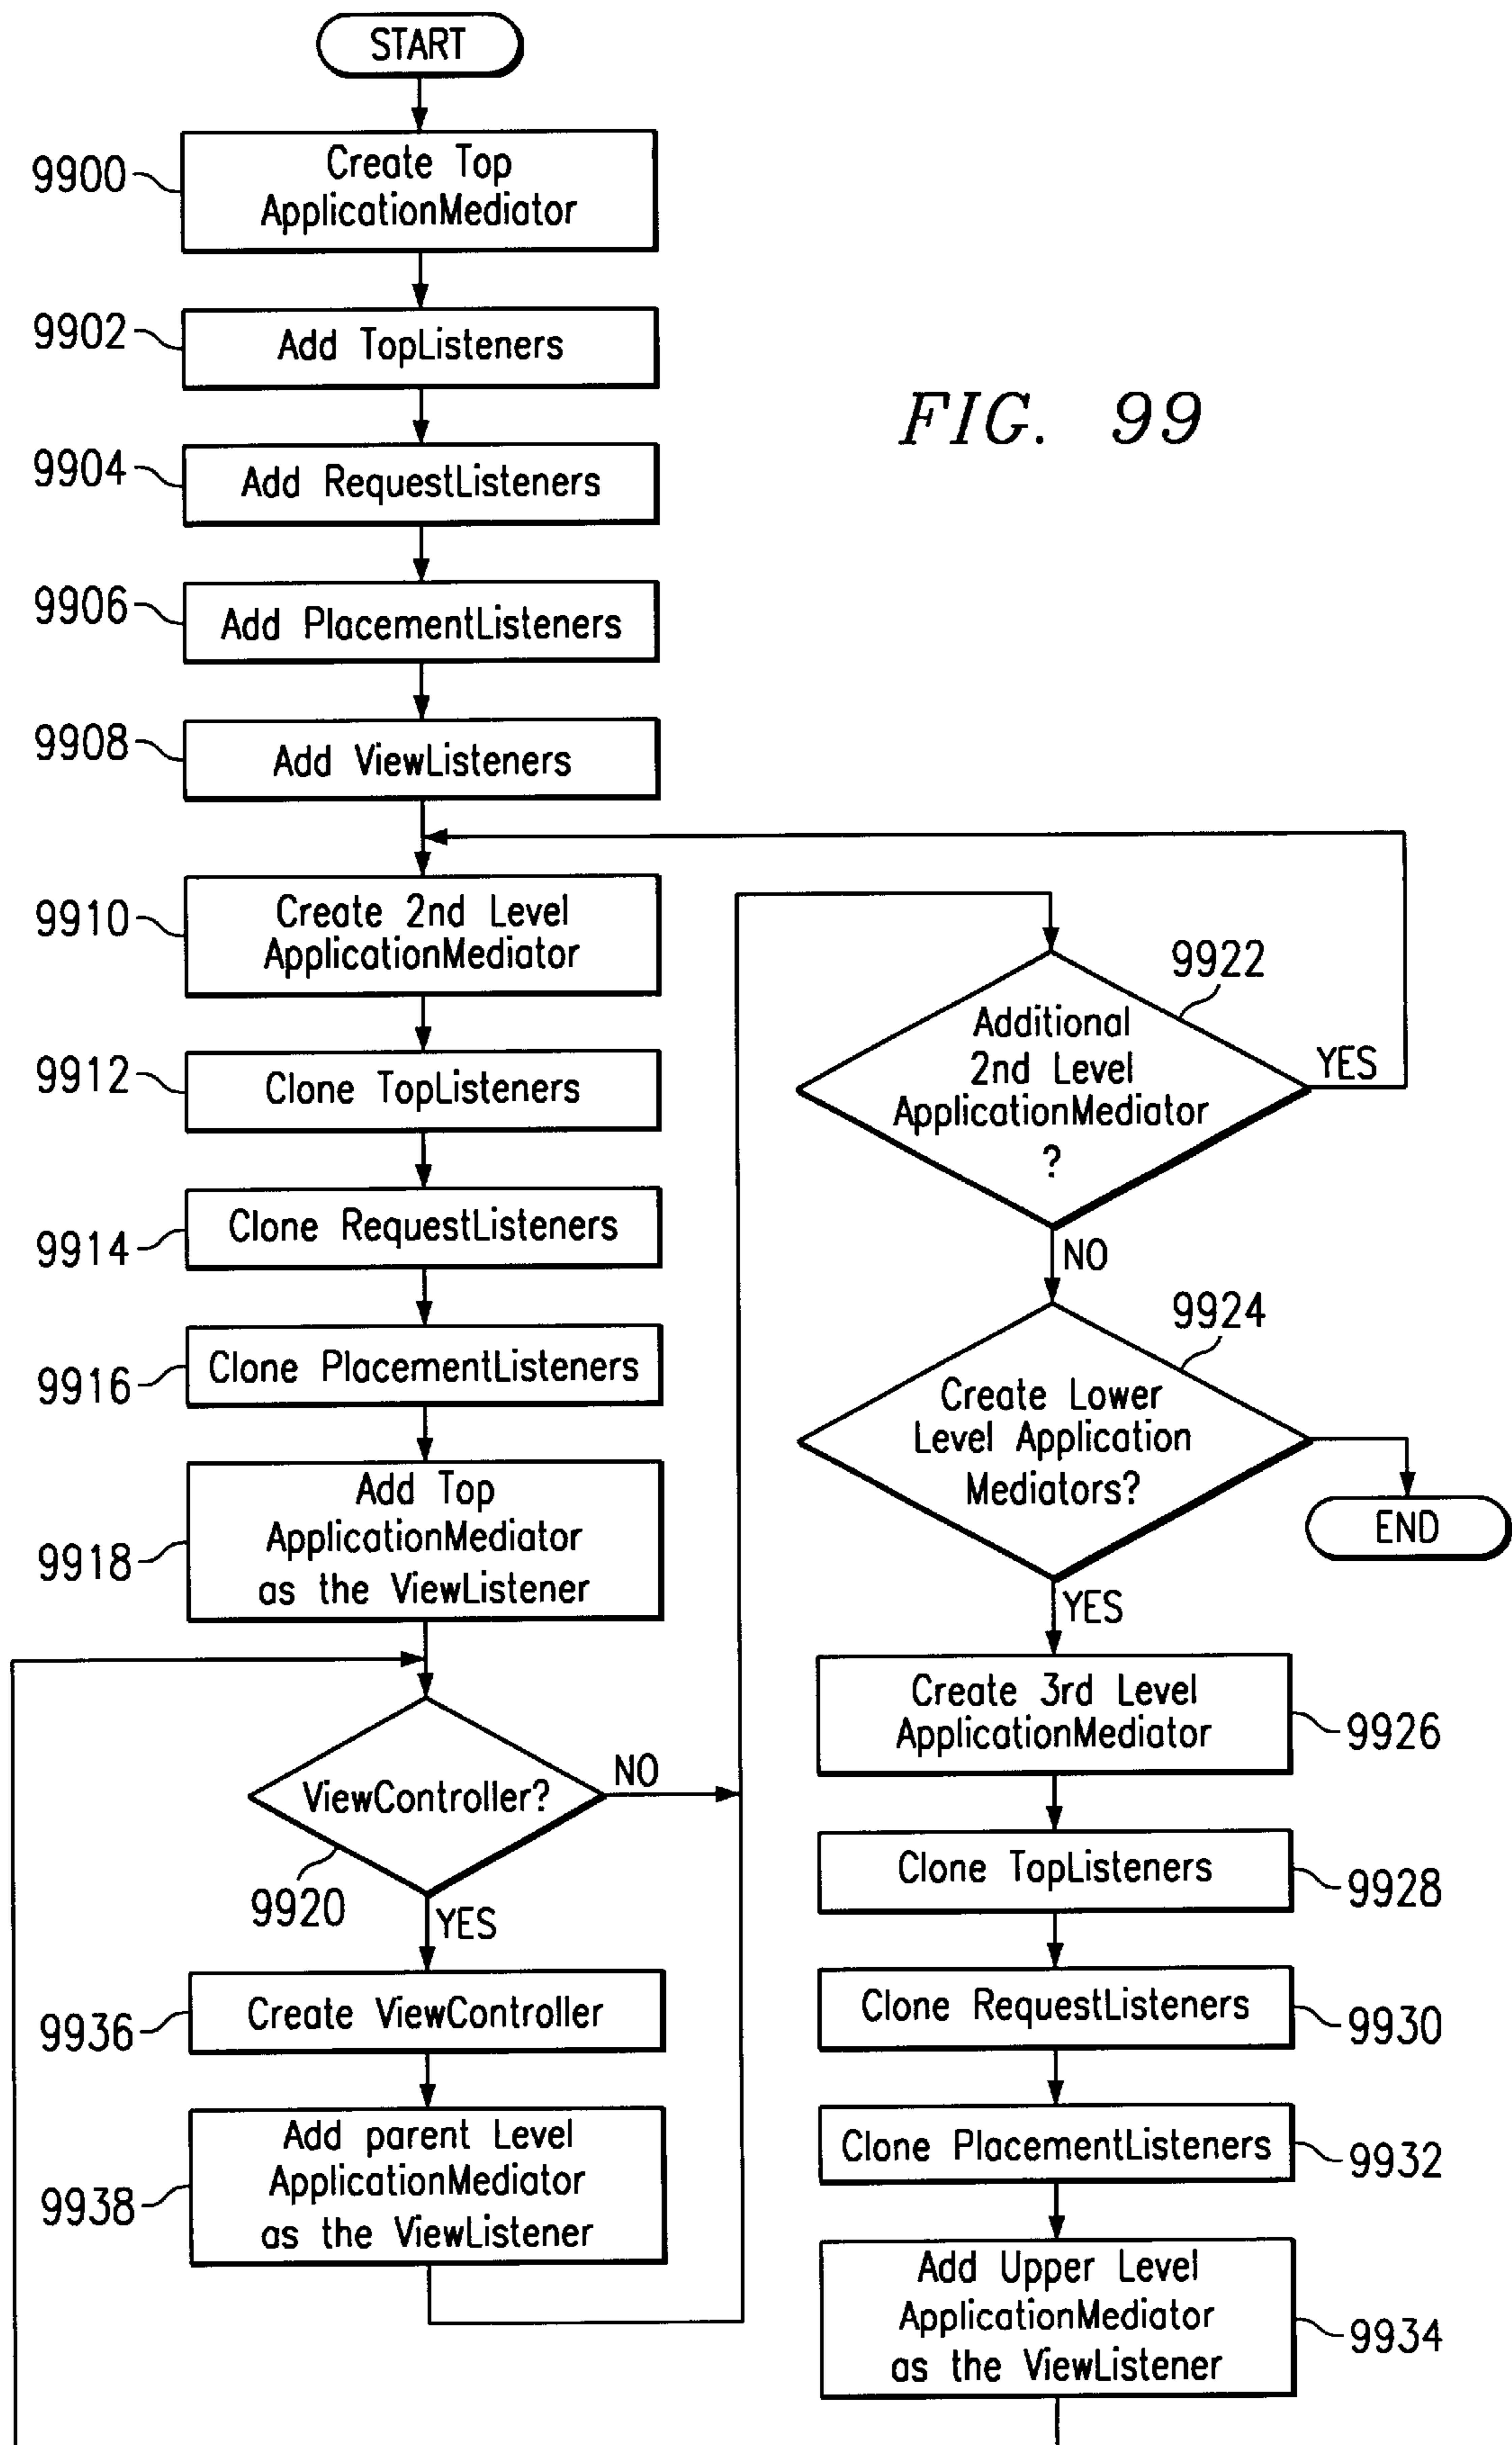 START
9900
Create Top
ApplicationMediator
9902
Add TopListeners
FIG. 99
9904
Add RequestListeners
9906
Add PlacementListeners
9908
Add ViewListeners
9910
Create 2nd Level
ApplicationMediator
9912
Clone TopListeners
9914
Clone RequestListeners
9916
Clone PlacementListeners
9918
Add Top
ApplicationMediator
as the ViewListener
ViewController?
NO
9920
YES
9936
Create ViewController
9938
Add parent Level
ApplicationMediator
as the ViewListener
9922
Additional
2nd Level
ApplicationMediator
?
YES
NO
9924
Create Lower
Level Application
Mediators?
END
YES
Create 3rd Level
ApplicationMediator
9926
Clone TopListeners
9928
Clone RequestListeners
9930
Clone PlacementListeners
9932
Add Upper Level
ApplicationMediator
as the ViewListener
9934